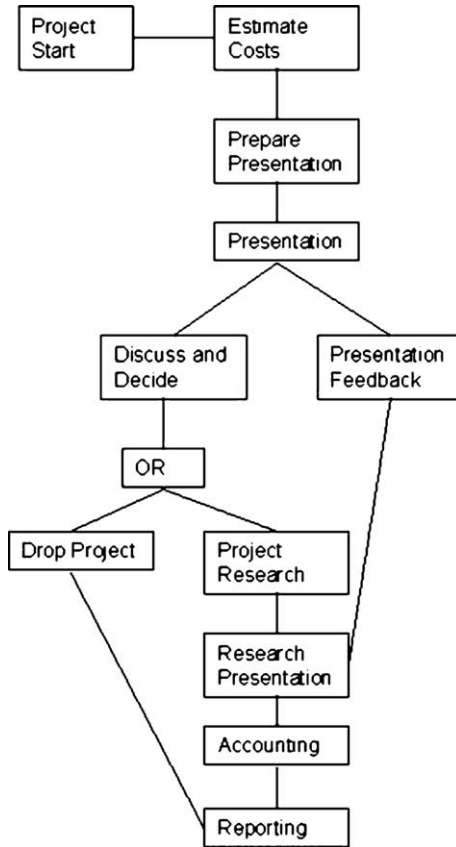 Project
Start
Estimate
Costs
Prepare
Presentation
Presentation
Discuss and
Decide
Presentation
Feedback
OR
Drop Project
Project
Research
Research
Presentation
Accounting
Reporting